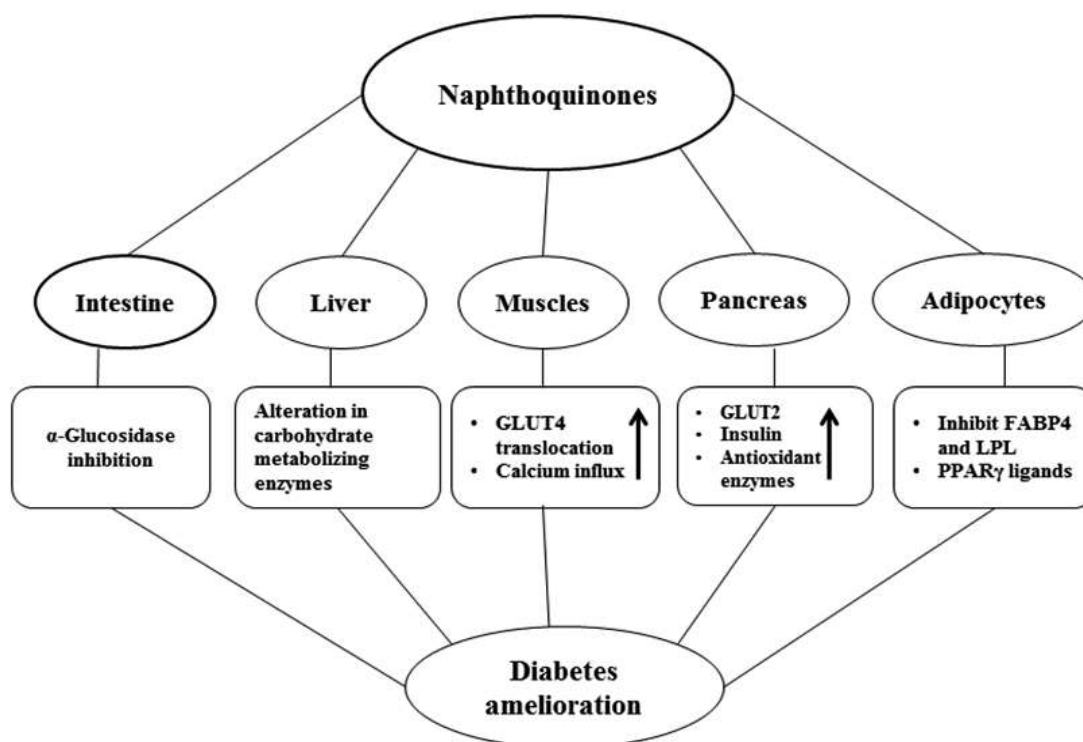 Naphthoquinones
Intestine
Liver
Muscles
Pancreas
Adipocytes
α-Glucosidase
inhibition
Alteration in
carbohydrate
metabolizing
enzymes
• GLUT4
translocation
• Calcium influx
• GLUT2
• Insulin
• Antioxidant
enzymes
• Inhibit FABP4
and LPL
• PPARγ ligands
Diabetes
amelioration